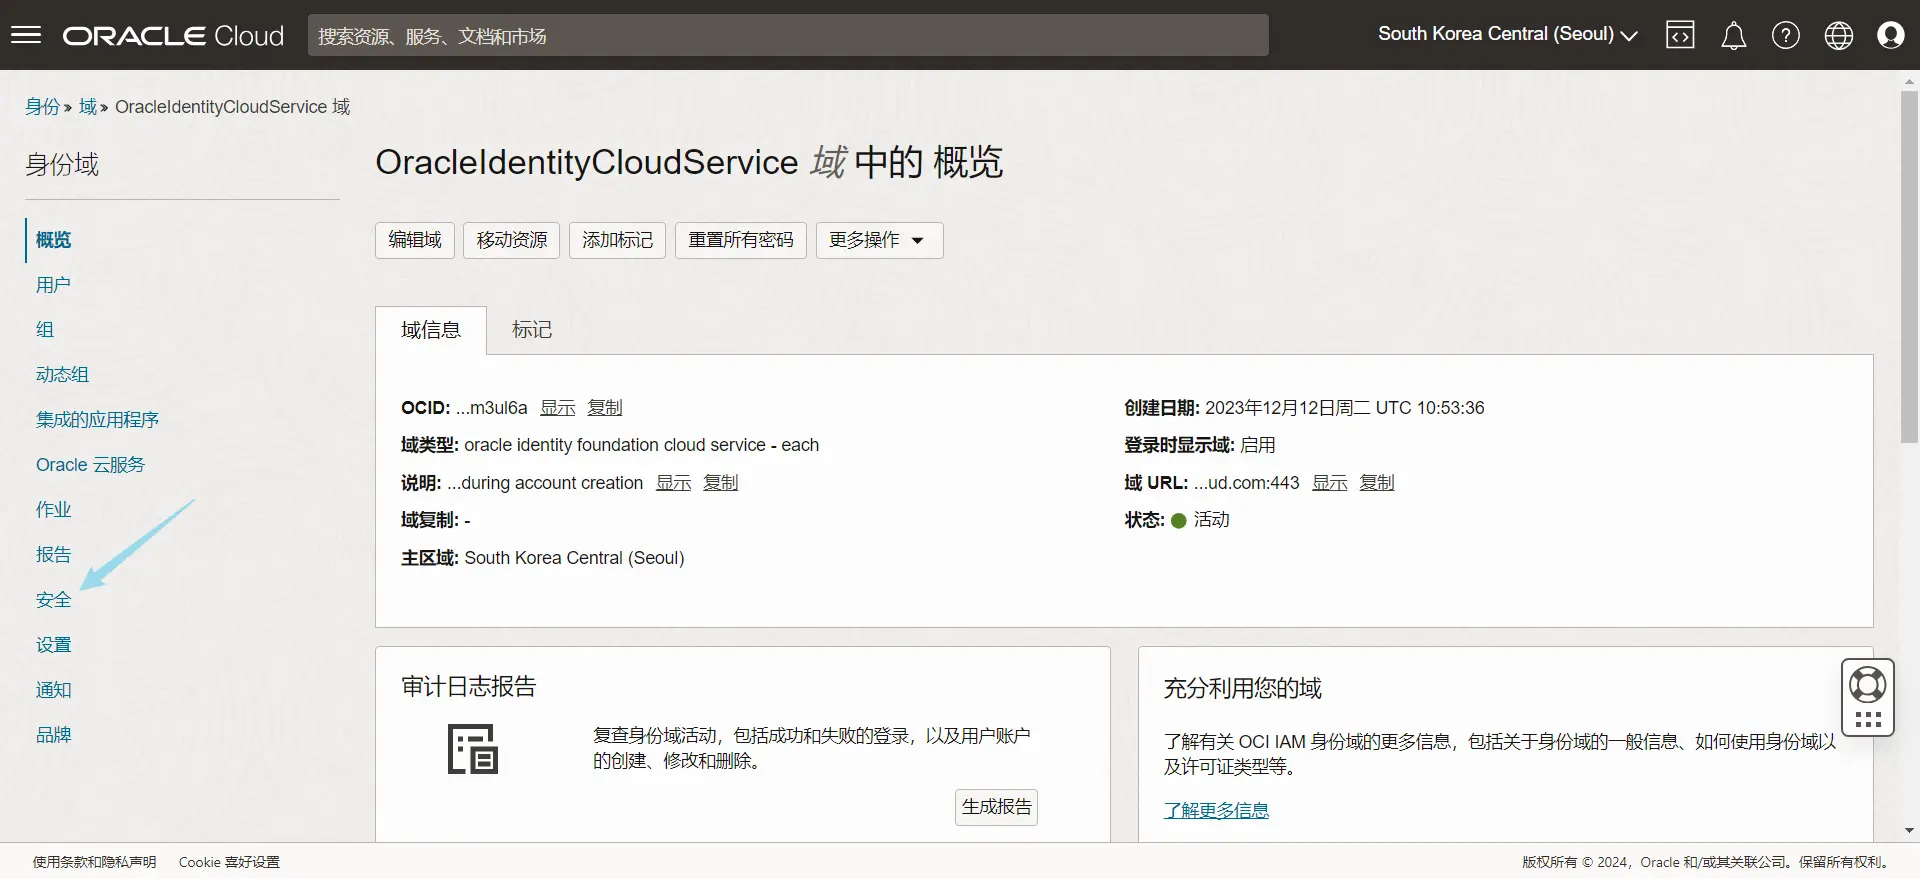 ORACLE Cloud
搜索资源、服务、文档和市场
South Korea Central (Seoul)
身份 » 域 » OracleIdentityCloudService 域
身份域
概览
用户
组
动态组
集成的应用程序
Oracle 云服务
作业
报告
安全
设置
通知
品牌
OracleIdentityCloudService 域 中的 概览
编辑域 移动资源 添加标记 重置所有密码 更多操作
域信息 标记
OCID: ...m3ul6a 显示 复制
域类型: oracle identity foundation cloud service - each
说明: ...during account creation 显示 复制
域复制: -
主区域: South Korea Central (Seoul)
创建日期: 2023年12月12日周二 UTC 10:53:36
登录时显示域: 启用
域 URL: ...ud.com:443 显示 复制
状态: 活动
审计日志报告
复查身份域活动，包括成功和失败的登录，以及用户账户
的创建、修改和删除。
生成报告
充分利用您的域
了解有关 OCI IAM 身份域的更多信息，包括关于身份域的一般信息、如何使用身份域以
及许可证类型等。
了解更多信息
使用条款和隐私声明 Cookie 喜好设置
版权所有 © 2024，Oracle 和/或其关联公司。保留所有权利。